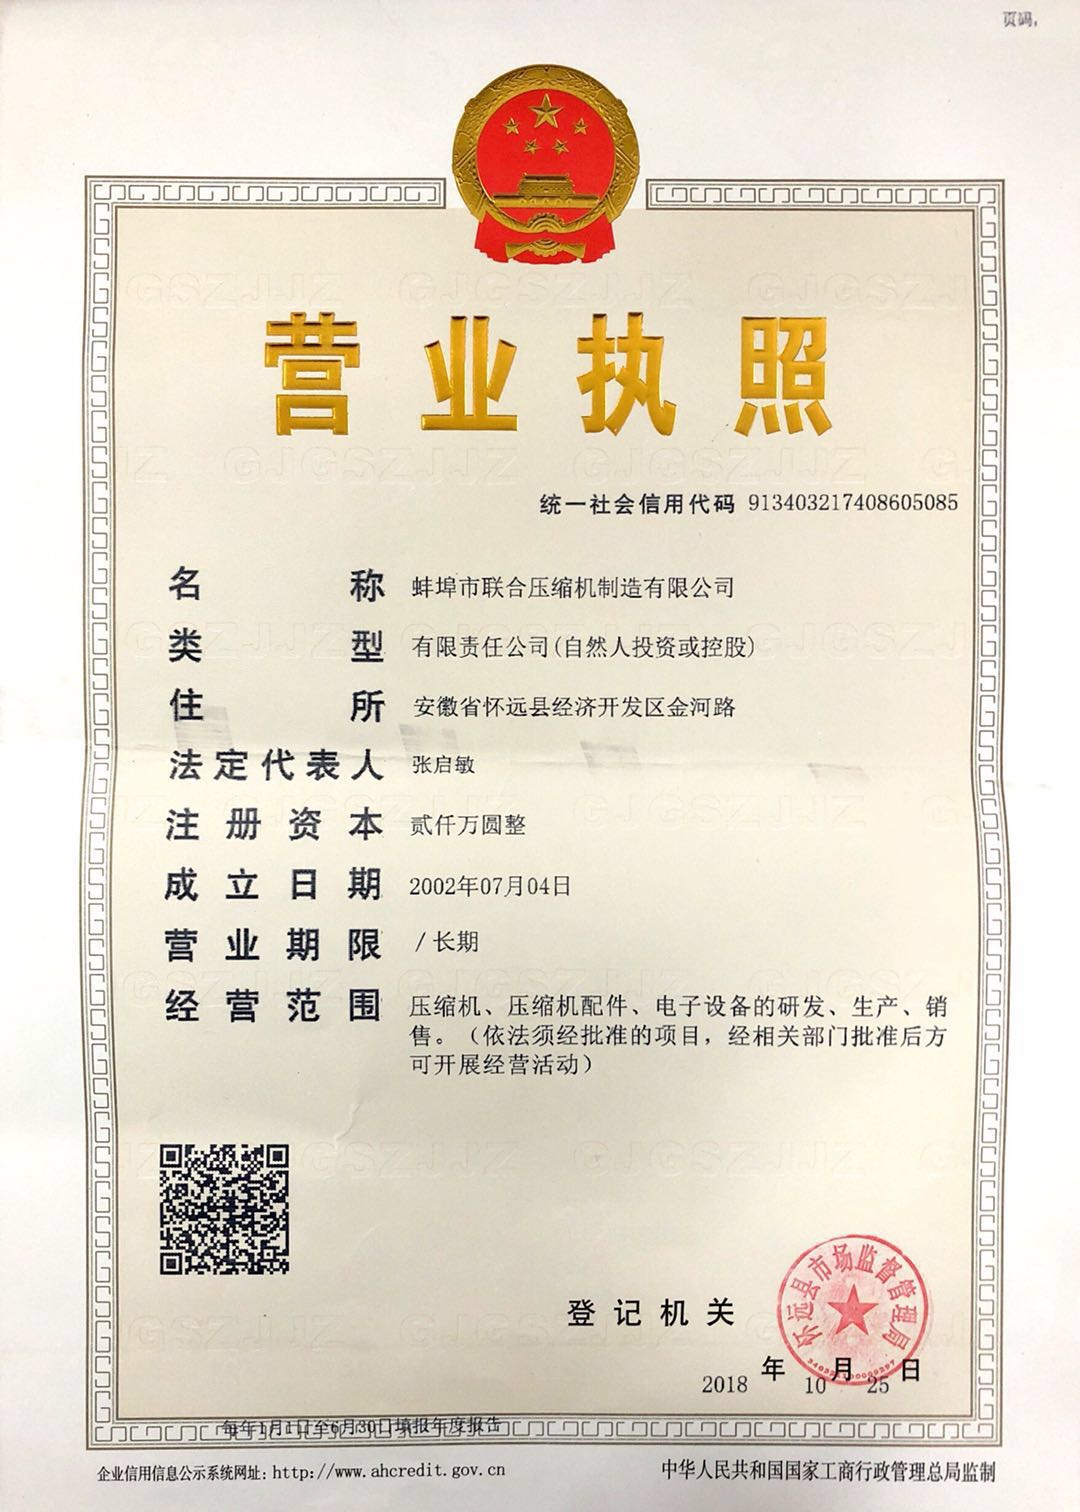 页码,
营业执照
统一社会信用代码 913403217408605085
名称 蚌埠市联合压缩机制造有限公司
类型 有限责任公司(自然人投资或控股)
住所 安徽省怀远县经济开发区金河路
法定代表人 张启敏
注册资本 贰仟万圆整
成立日期 2002年07月04日
营业期限 /长期
经营范围 压缩机、压缩机配件、电子设备的研发、生产、销
售。（依法须经批准的项目，经相关部门批准后方
可开展经营活动）
登记机关
怀远县市场监督管理局
2018年10月25日
每年1月1日至6月30日填报年度报告
企业信用信息公示系统网址：http://www.ahcredit.gov.cn
中华人民共和国国家工商行政管理总局监制